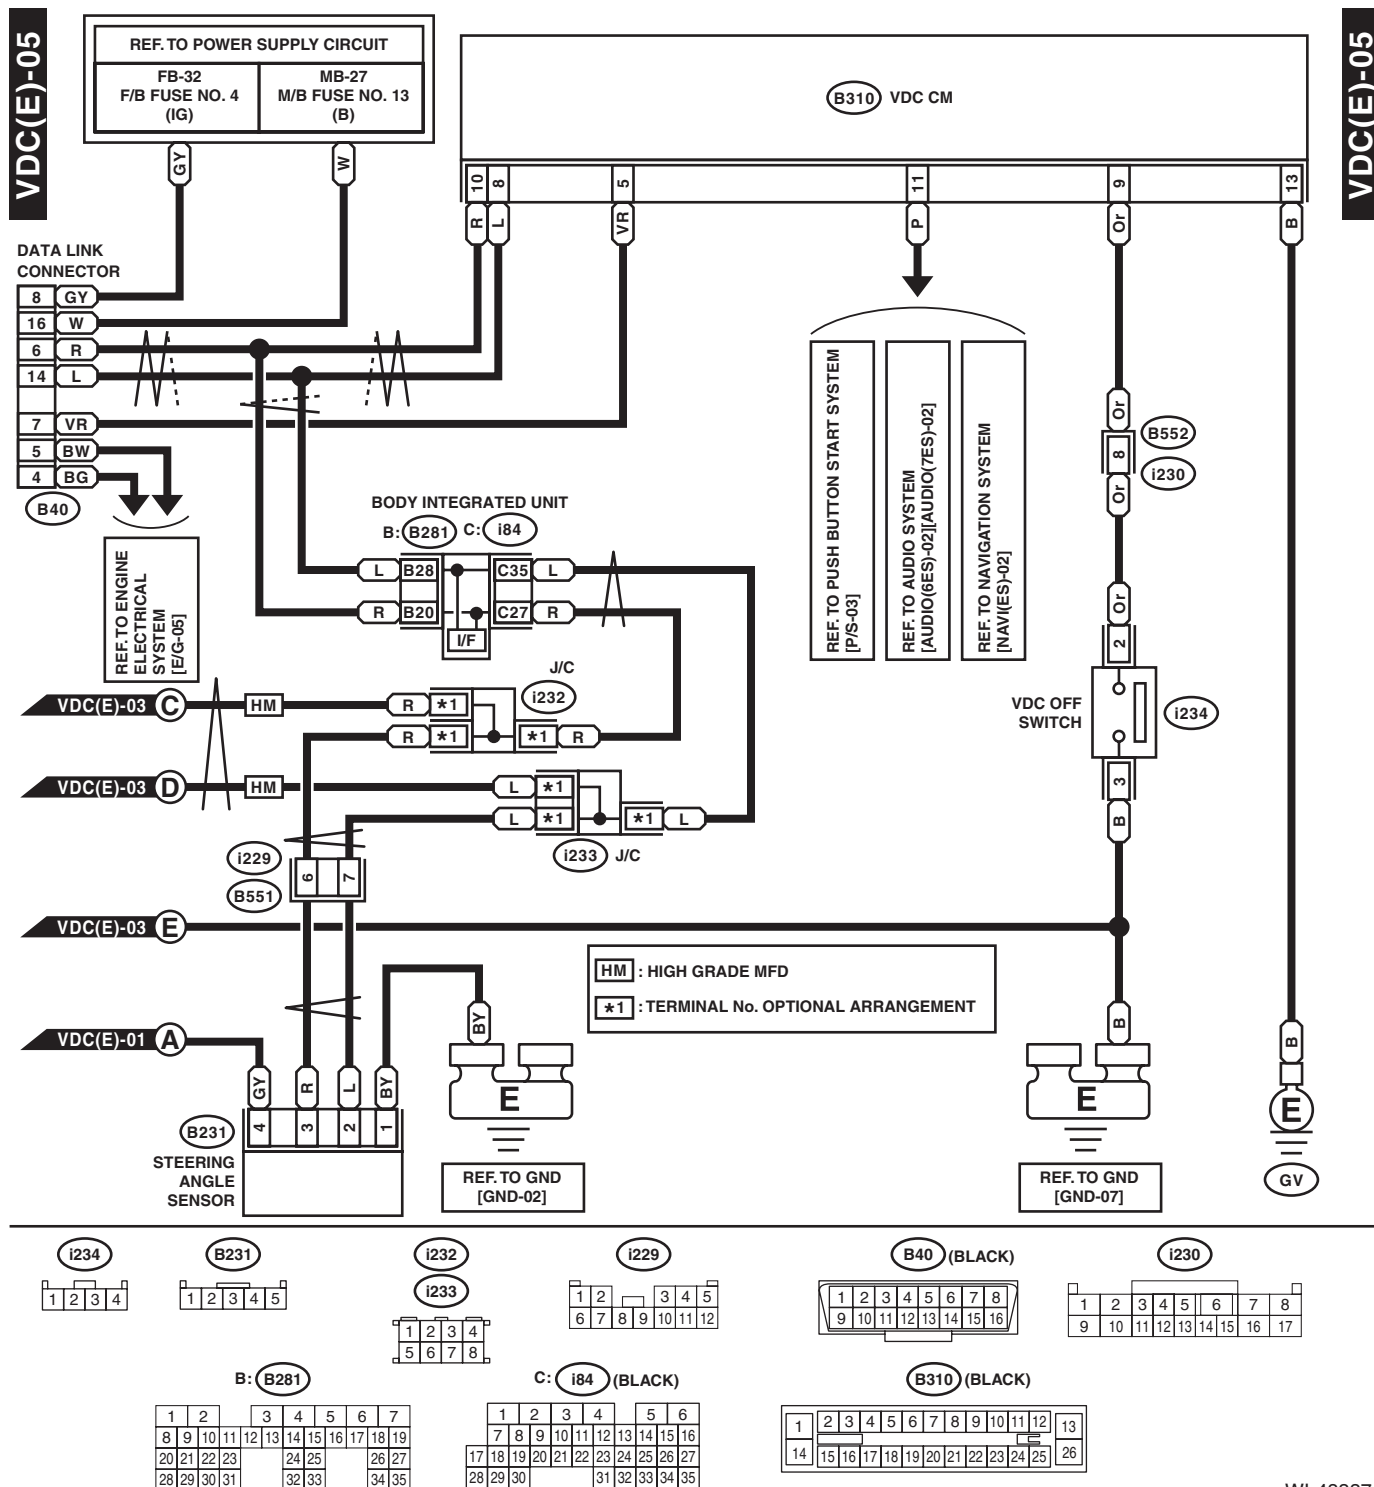 VDC(E)-05
VDC(E)-05
REF. TO POWER SUPPLY CIRCUIT
FB-32
F/B FUSE NO. 4
(IG)
MB-27
M/B FUSE NO. 13
(B)
GY
W
B310 VDC CM
10 8 5 11 9 13
R L VR P Or B
DATA LINK
CONNECTOR
8 GY
16 W
6 R
14 L
7 VR
5 BW
4 BG
B40
REF. TO ENGINE
ELECTRICAL
SYSTEM
[E/G-05]
REF. TO PUSH BUTTON START SYSTEM
[P/S-03]
REF. TO AUDIO SYSTEM
[AUDIO(6ES)-02][AUDIO(7ES)-02]
REF. TO NAVIGATION SYSTEM
[NAVI(ES)-02]
Or
8
Or
B552
i230
BODY INTEGRATED UNIT
B: B281 C: i84
L B28 C35 L
R B20 C27 R
I/F
Or
2
VDC OFF
SWITCH
i234
3
B
J/C
i232
VDC(E)-03 C HM R *1
R *1 *1 R
VDC(E)-03 D HM L *1
L *1 *1 L
i233 J/C
i229
B551
6 7
VDC(E)-03 E
HM : HIGH GRADE MFD
*1 : TERMINAL No. OPTIONAL ARRANGEMENT
VDC(E)-01 A
GY R L BY
4 3 2 1
B231
STEERING
ANGLE
SENSOR
BY
E
REF. TO GND
[GND-02]
B
E
REF. TO GND
[GND-07]
B
E
GV
i234
1 2 3 4
B231
1 2 3 4 5
i232
i233
1 2 3 4
5 6 7 8
i229
1 2 3 4 5
6 7 8 9 10 11 12
B40 (BLACK)
1 2 3 4 5 6 7 8
9 10 11 12 13 14 15 16
i230
1 2 3 4 5 6 7 8
9 10 11 12 13 14 15 16 17
B: B281
1 2 3 4 5 6 7
8 9 10 11 12 13 14 15 16 17 18 19
20 21 22 23 24 25 26 27
28 29 30 31 32 33 34 35
C: i84 (BLACK)
1 2 3 4 5 6
7 8 9 10 11 12 13 14 15 16
17 18 19 20 21 22 23 24 25 26 27
28 29 30 31 32 33 34 35
B310 (BLACK)
1 2 3 4 5 6 7 8 9 10 11 12 13
14 15 16 17 18 19 20 21 22 23 24 25 26